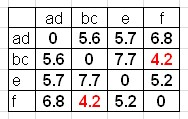 ad bc e f
ad 0 5.6 5.7 6.8
bc 5.6 0 7.7 4.2
e 5.7 7.7 0 5.2
f 6.8 4.2 5.2 0